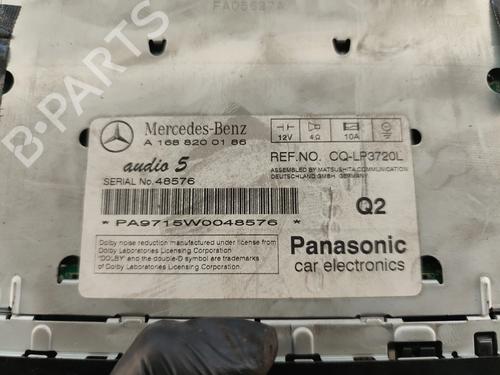 FA05627A
B-PARTS
Mercedes-Benz
A 168 820 01 86
12V 4Ω 10A
audio 5
REF.NO. CQ-LP3720L
ASSEMBLED BY MATSUSHITA COMMUNICATION
DEUTSCHLAND GMBH, GERMANY
SERIAL No. 48576
* PA9715W0048576 *
Q2
Dolby noise reduction manufactured under license from
Dolby Laboratories Licensing Corporation
"DOLBY" and the double-D symbol are trademarks
of Dolby Laboratories Licensing Corporation.
Panasonic
car electronics